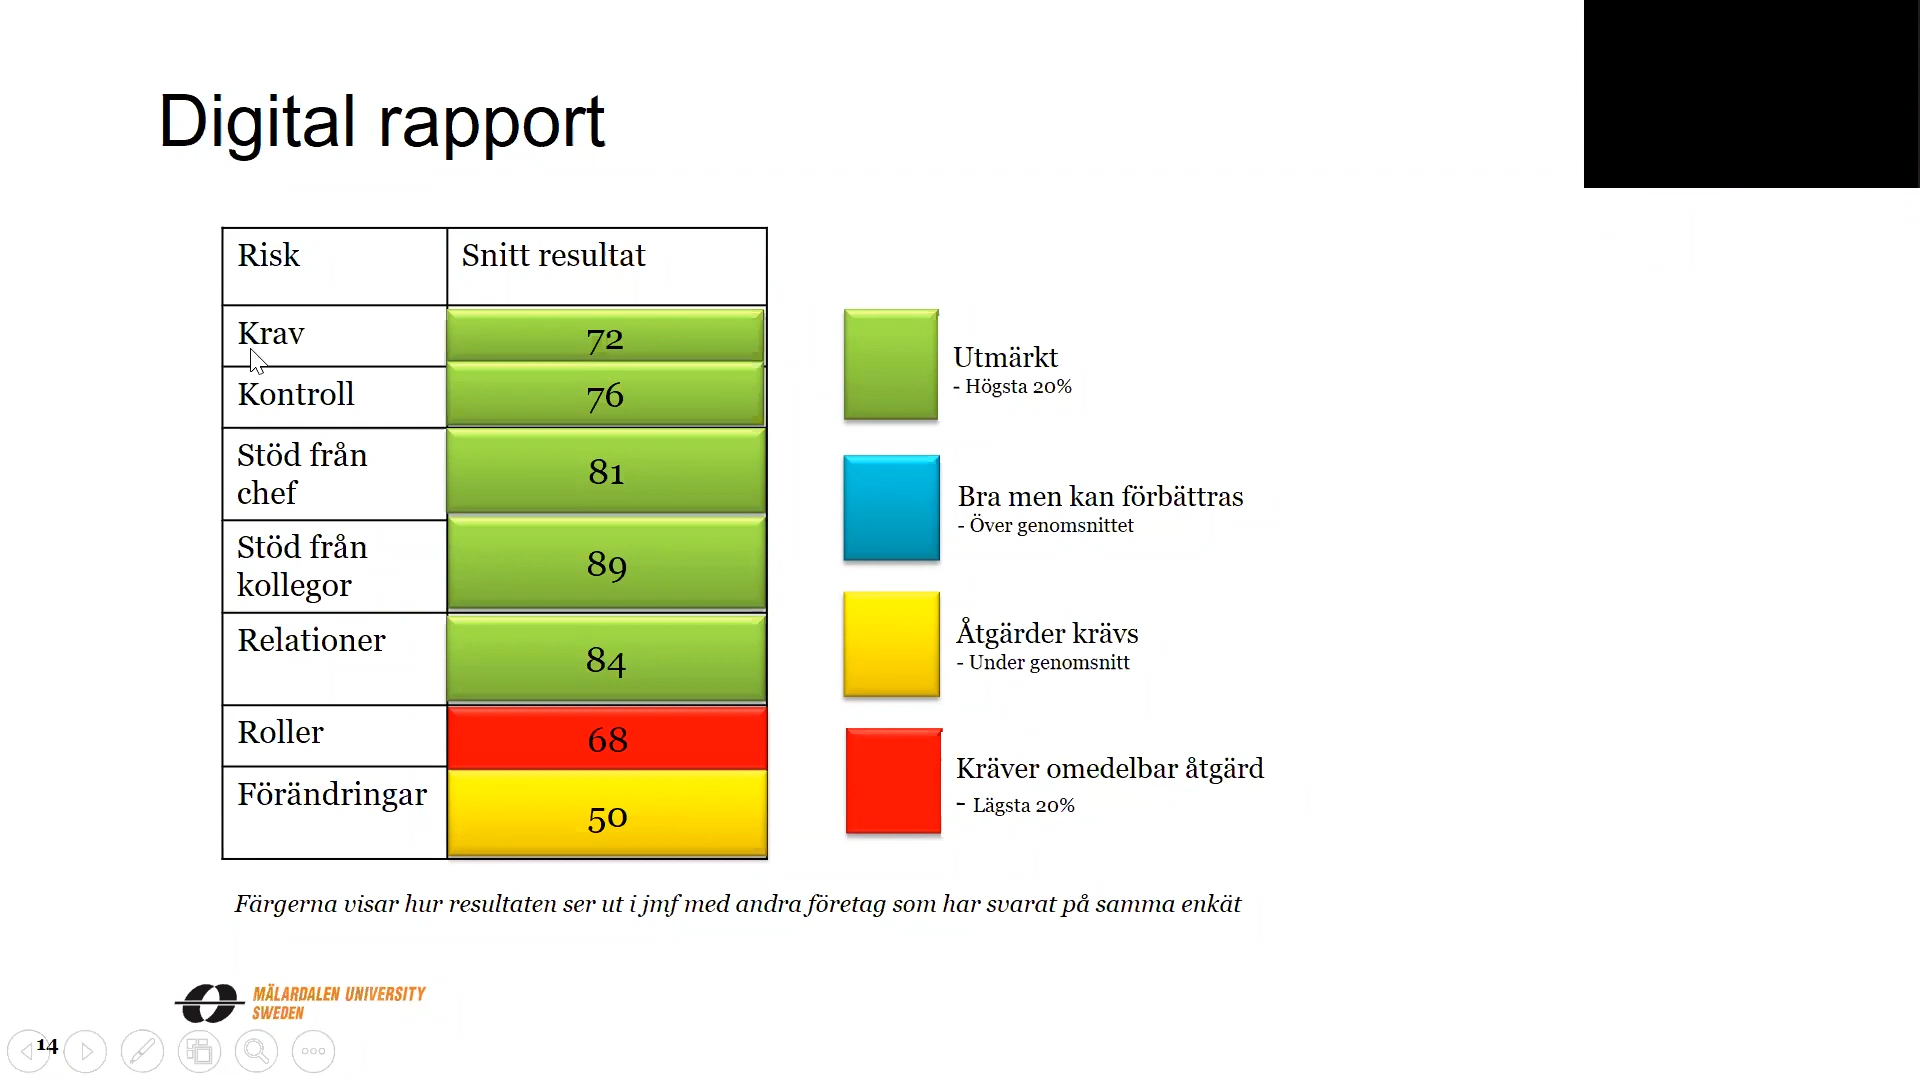 Digital rapport
Risk
Snitt resultat
Krav
72
Kontroll
76
Stöd från
chef
81
Stöd från
kollegor
89
Relationer
84
Roller
68
Förändringar
50
Utmärkt
- Högsta 20%
Bra men kan förbättras
- Över genomsnittet
Åtgärder krävs
- Under genomsnitt
Kräver omedelbar åtgärd
- Lägsta 20%
Färgerna visar hur resultaten ser ut i jmf med andra företag som har svarat på samma enkät
MÄLARDALEN UNIVERSITY
SWEDEN
14